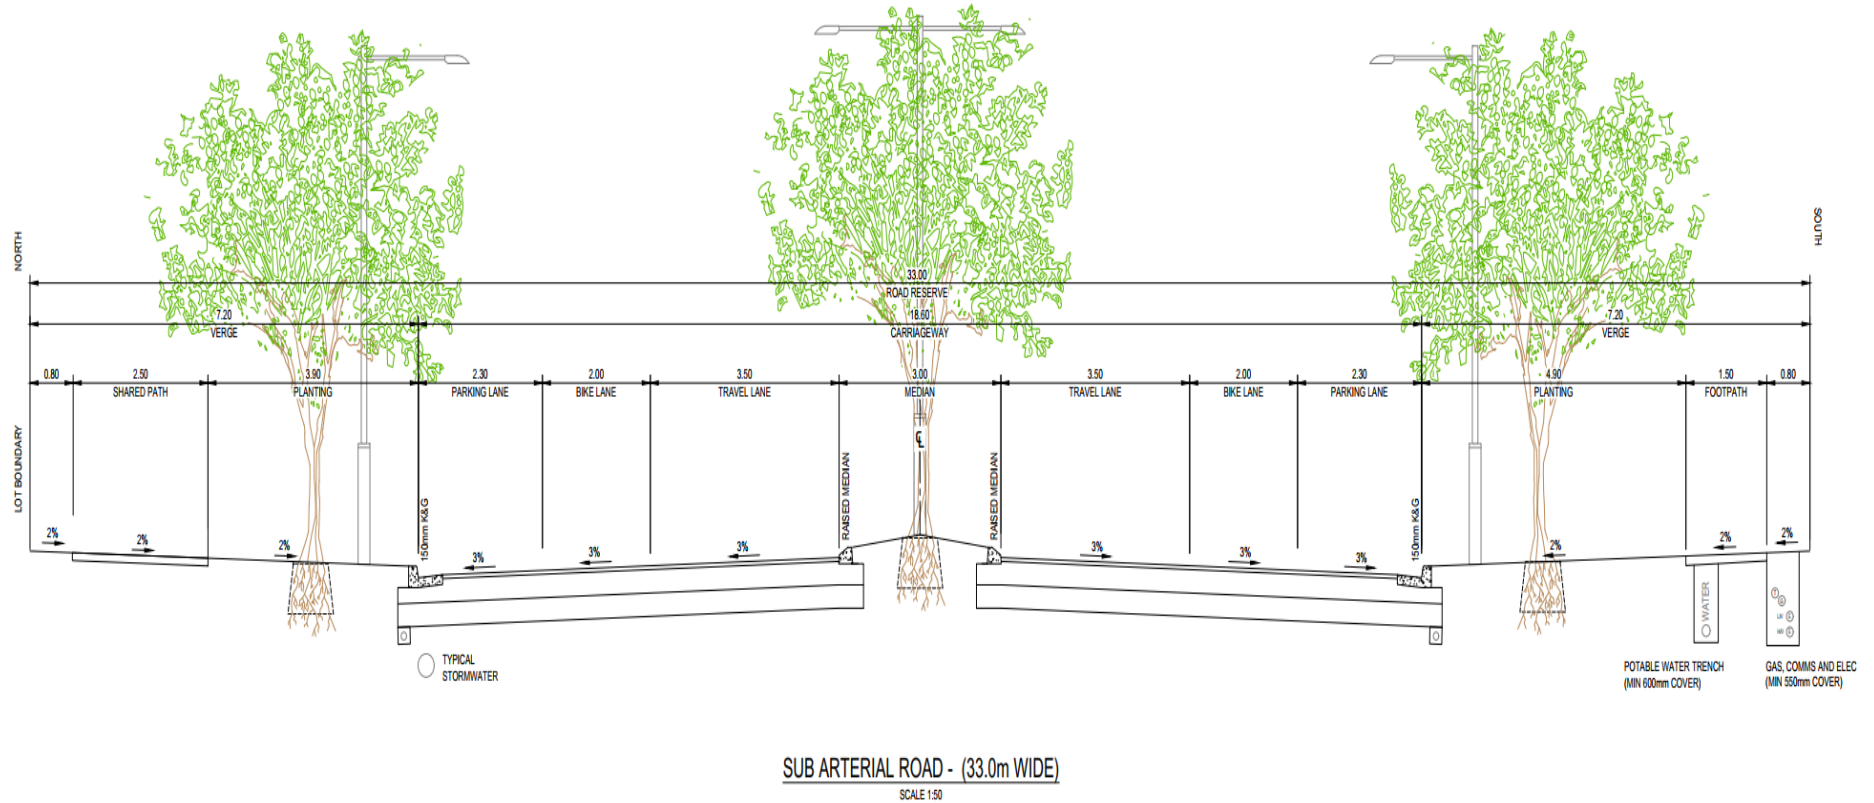 NORTH
SOUTH
33.00
ROAD RESERVE
7.20
VERGE
18.60
CARRIAGEWAY
7.20
VERGE
0.80
2.50
SHARED PATH
3.90
PLANTING
2.30
PARKING LANE
2.00
BIKE LANE
3.50
TRAVEL LANE
3.00
MEDIAN
3.50
TRAVEL LANE
2.00
BIKE LANE
2.30
PARKING LANE
4.90
PLANTING
1.50
FOOTPATH
0.80
LOT BOUNDARY
150mm K&G
RAISED MEDIAN
CL
RAISED MEDIAN
150mm K&G
2%
2%
2%
3%
3%
3%
3%
3%
3%
2%
2%
2%
WATER
T
G
E
E
TYPICAL
STORMWATER
POTABLE WATER TRENCH
(MIN 600mm COVER)
GAS, COMMS AND ELEC
(MIN 550mm COVER)
SUB ARTERIAL ROAD - (33.0m WIDE)
SCALE 1:50